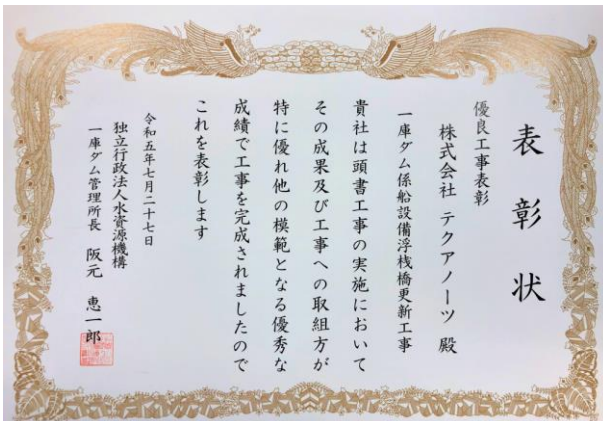 表彰状
優良工事表彰
株式会社 テクアノーツ 殿
一庫ダム係船設備浮桟橋更新工事
貴社は頭書工事の実施において
その成果及び工事への取組方が
特に優れ他の模範となる優秀な
成績で工事を完成されましたので
これを表彰します
令和五年七月二十七日
独立行政法人水資源機構
一庫ダム管理所長 阪元 恵一郎